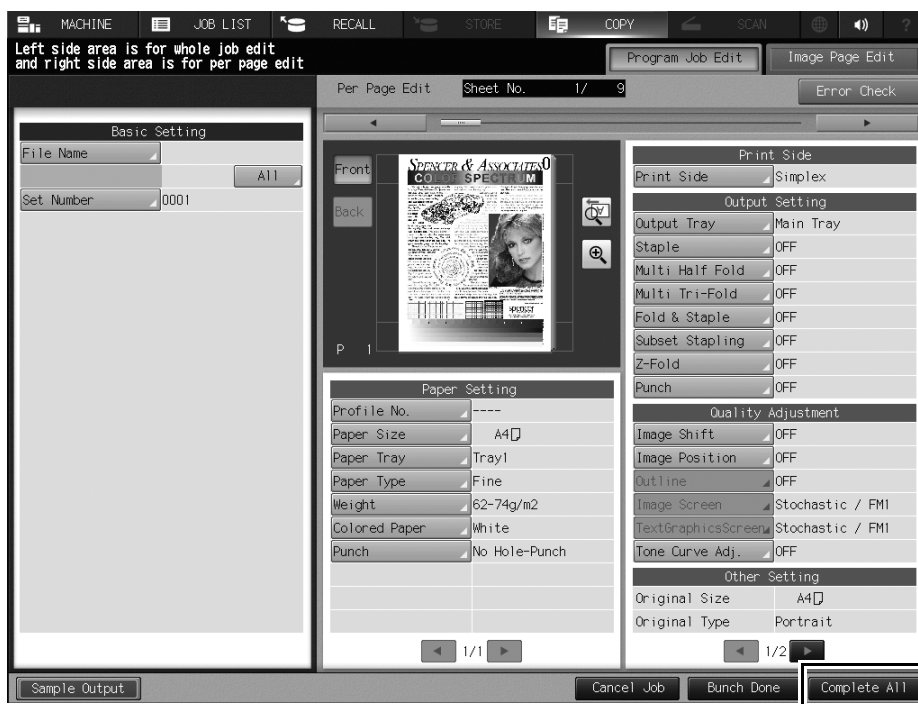 MACHINE JOB LIST RECALL STORE COPY SCAN ?
Left side area is for whole job edit
and right side area is for per page edit
Program Job Edit Image Page Edit
Per Page Edit Sheet No. 1/ 9
Error Check
Basic Setting
File Name
All
Set Number 0001
Front
Back
SPENCER & ASSOCIATES
COLOR SPECTRUM
P 1
Paper Setting
Profile No. ----
Paper Size A4
Paper Tray Tray1
Paper Type Fine
Weight 62-74g/m2
Colored Paper White
Punch No Hole-Punch
1/1
Print Side
Print Side Simplex
Output Setting
Output Tray Main Tray
Staple OFF
Multi Half Fold OFF
Multi Tri-Fold OFF
Fold & Staple OFF
Subset Stapling OFF
Z-Fold OFF
Punch OFF
Quality Adjustment
Image Shift OFF
Image Position OFF
Outline OFF
Image Screen Stochastic / FM1
TextGraphicsScreen Stochastic / FM1
Tone Curve Adj. OFF
Other Setting
Original Size A4
Original Type Portrait
1/2
Sample Output Cancel Job Bunch Done Complete All